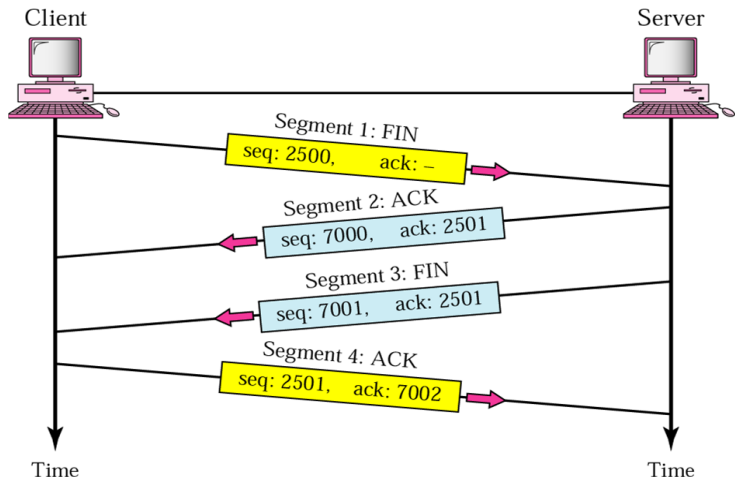 Client
Server
Segment 1: FIN
seq: 2500, ack: –
Segment 2: ACK
seq: 7000, ack: 2501
Segment 3: FIN
seq: 7001, ack: 2501
Segment 4: ACK
seq: 2501, ack: 7002
Time
Time